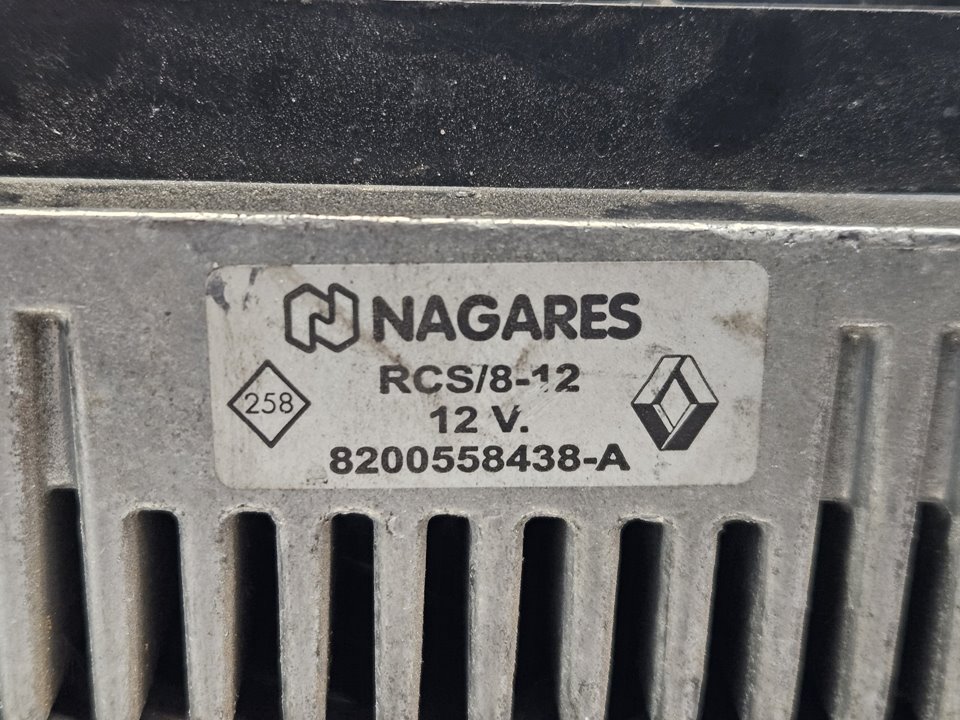 NAGARES
RCS/8-12
258
12 V.
8200558438-A